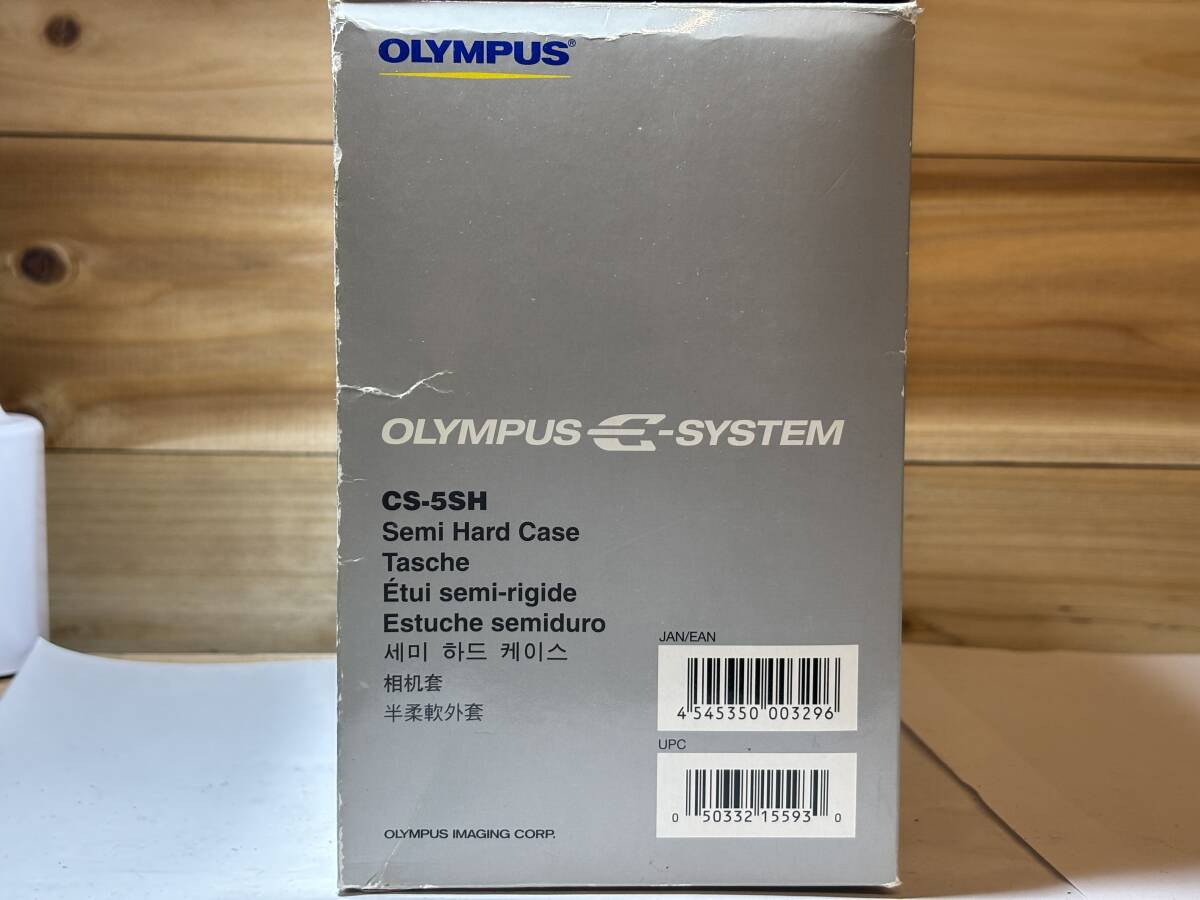 OLYMPUS®
OLYMPUS E-SYSTEM
CS-5SH
Semi Hard Case
Tasche
Étui semi-rigide
Estuche semiduro
세미 하드 케이스
相机套
半柔軟外套
JAN/EAN
4 545350 003296
UPC
0 50332 15593 0
OLYMPUS IMAGING CORP.